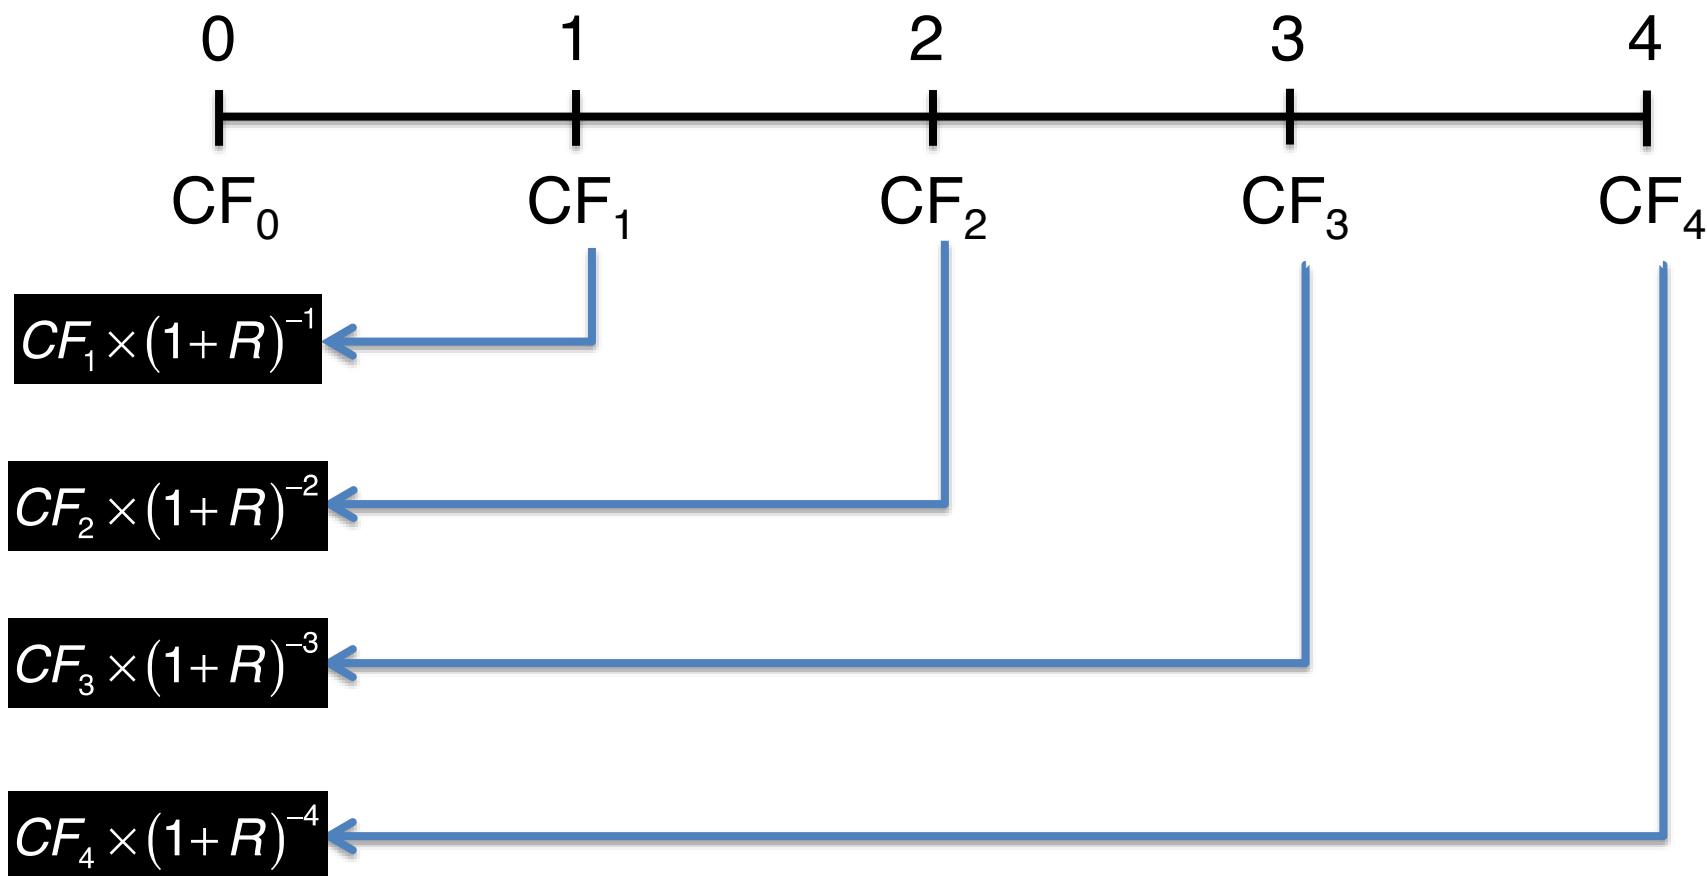 0 1 2 3 4
CF₀ CF₁ CF₂ CF₃ CF₄
CF₁ × (1+ R)⁻¹
CF₂ × (1+ R)⁻²
CF₃ × (1+ R)⁻³
CF₄ × (1+ R)⁻⁴